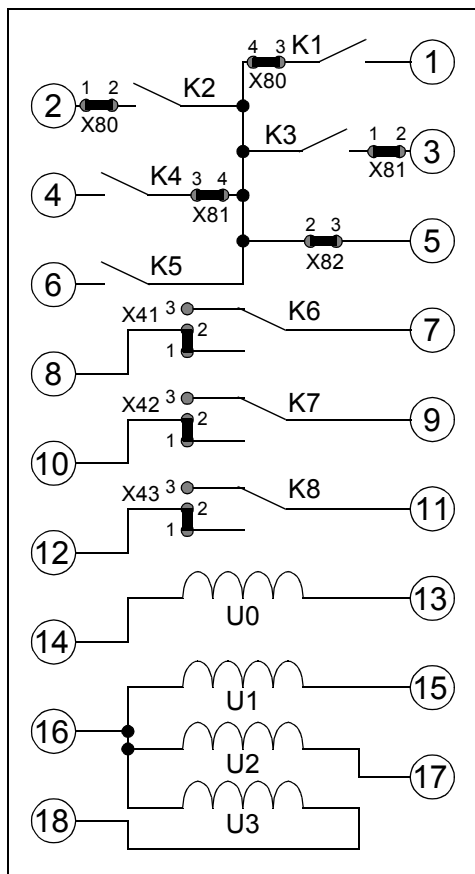 4 3 K1 1
X80
1 2 K2
2 X80
K3 1 2 3
X81
4 K4 3 4
X81
2 3 5
X82
6 K5
X41 3 K6
2 7
1
8
X42 3 K7
2 9
1
10
X43 3 K8
2 11
1
12
13
U0
14
15
U1
16
U2
17
U3
18